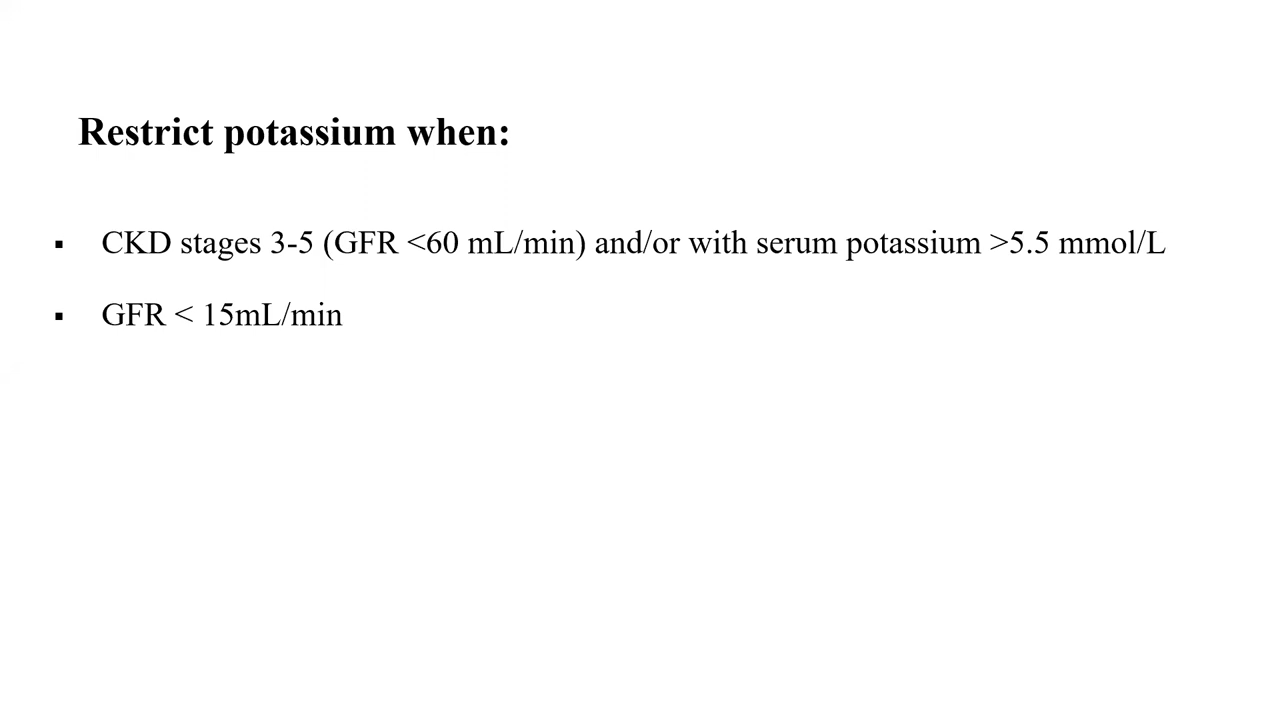 Restrict potassium when:
▪ CKD stages 3-5 (GFR <60 mL/min) and/or with serum potassium >5.5 mmol/L
▪ GFR < 15mL/min